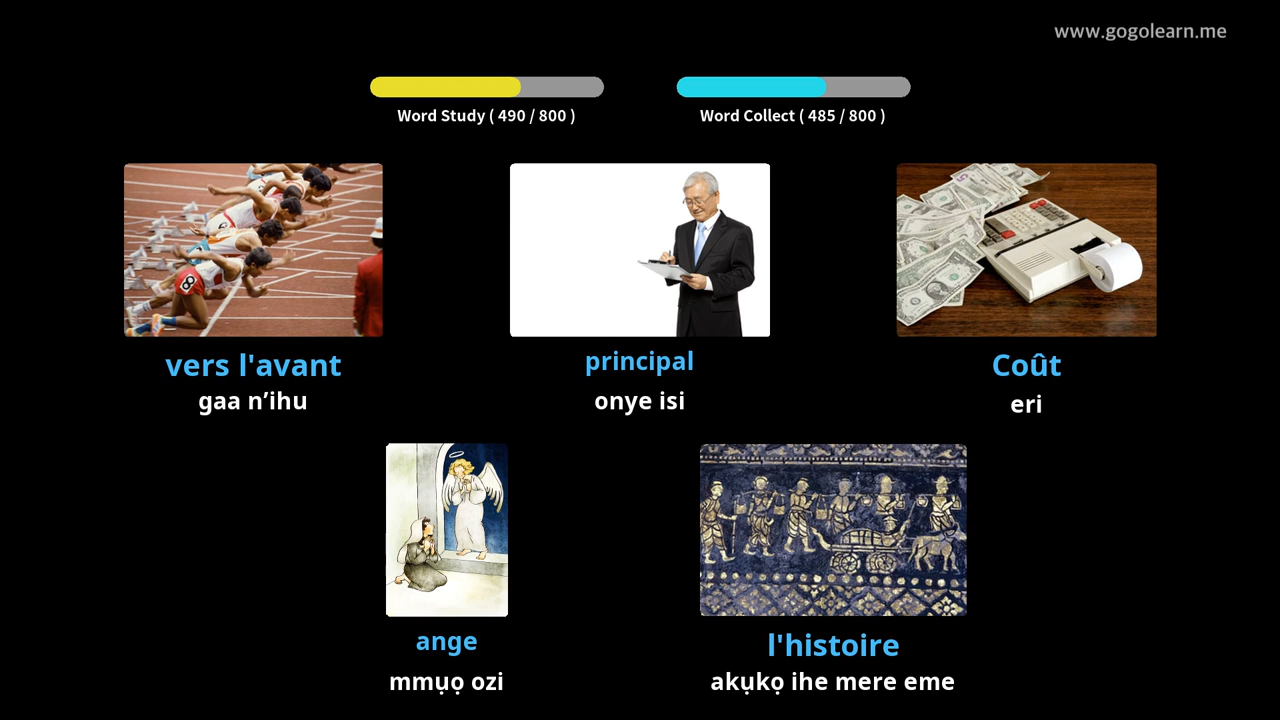 www.gogolearn.me
Word Study ( 490 / 800 )
Word Collect ( 485 / 800 )
vers l'avant
gaa n’ihu
principal
onye isi
Coût
eri
ange
mmụọ ozi
l'histoire
akụkọ ihe mere eme
8